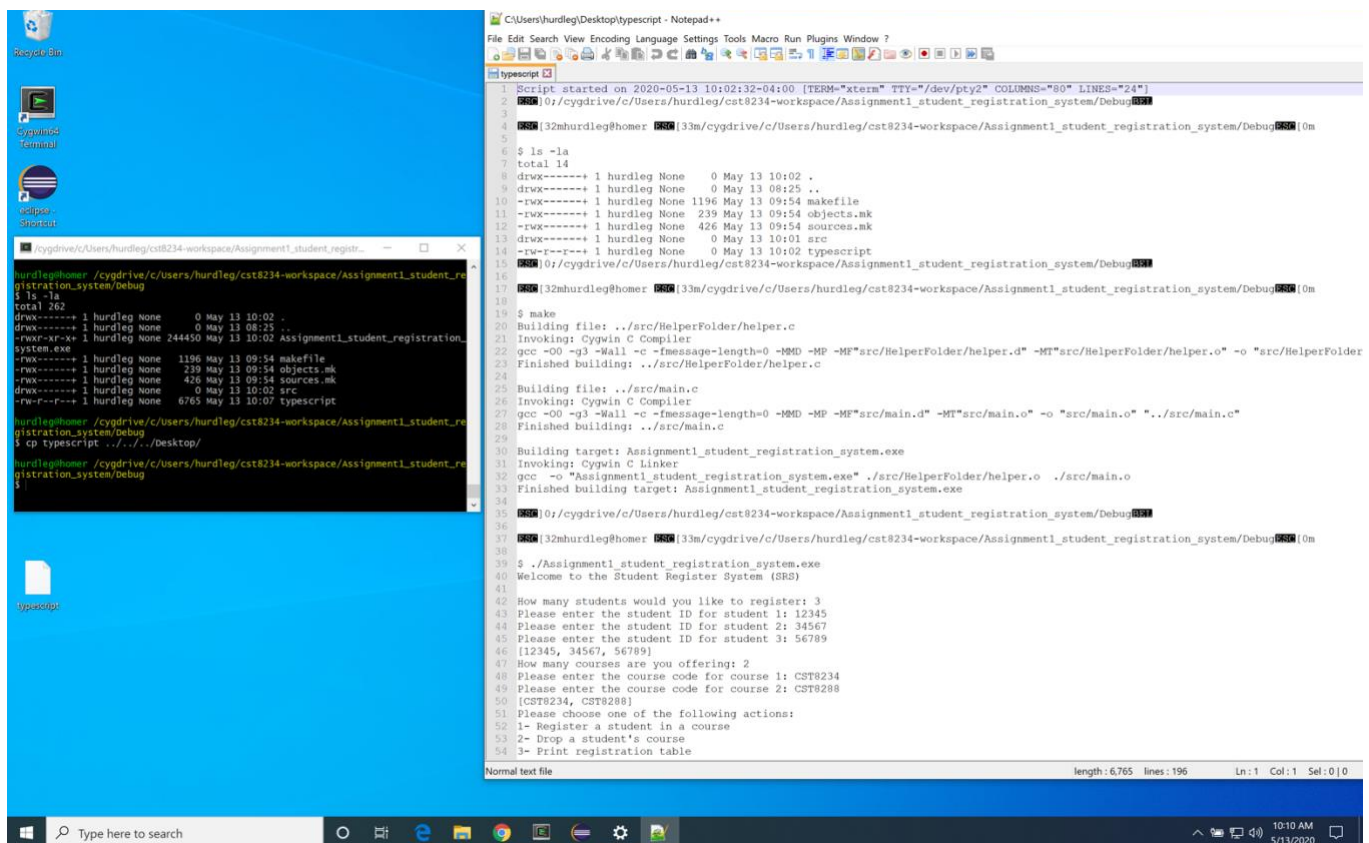 Recycle Bin
Cygwin64
Terminal
eclipse -
Shortcut
/cygdrive/c/Users/hurdleg/cst8234-workspace/Assignment1_student_registr...
hurdleg@homer /cygdrive/c/Users/hurdleg/cst8234-workspace/Assignment1_student_re
gistration_system/Debug
$ ls -la
total 262
drwx------+ 1 hurdleg None 0 May 13 10:02 .
drwx------+ 1 hurdleg None 0 May 13 08:25 ..
-rwxr-xr-x+ 1 hurdleg None 244450 May 13 10:02 Assignment1_student_registration_
system.exe
-rwx------+ 1 hurdleg None 1196 May 13 09:54 makefile
-rwx------+ 1 hurdleg None 239 May 13 09:54 objects.mk
-rwx------+ 1 hurdleg None 426 May 13 09:54 sources.mk
drwx------+ 1 hurdleg None 0 May 13 10:02 src
-rw-r--r--+ 1 hurdleg None 6765 May 13 10:07 typescript
hurdleg@homer /cygdrive/c/Users/hurdleg/cst8234-workspace/Assignment1_student_re
gistration_system/Debug
$ cp typescript ../../../Desktop/
hurdleg@homer /cygdrive/c/Users/hurdleg/cst8234-workspace/Assignment1_student_re
gistration_system/Debug
$
typescript
C:\Users\hurdleg\Desktop\typescript - Notepad++
File Edit Search View Encoding Language Settings Tools Macro Run Plugins Window ?
typescript
1 Script started on 2020-05-13 10:02:32-04:00 [TERM="xterm" TTY="/dev/pty2" COLUMNS="80" LINES="24"]
2 ESC]0;/cygdrive/c/Users/hurdleg/cst8234-workspace/Assignment1_student_registration_system/DebugBEL
3
4 ESC[32mhurdleg@homer ESC[33m/cygdrive/c/Users/hurdleg/cst8234-workspace/Assignment1_student_registration_system/DebugESC[0m
5
6 $ ls -la
7 total 14
8 drwx------+ 1 hurdleg None 0 May 13 10:02 .
9 drwx------+ 1 hurdleg None 0 May 13 08:25 ..
10 -rwx------+ 1 hurdleg None 1196 May 13 09:54 makefile
11 -rwx------+ 1 hurdleg None 239 May 13 09:54 objects.mk
12 -rwx------+ 1 hurdleg None 426 May 13 09:54 sources.mk
13 drwx------+ 1 hurdleg None 0 May 13 10:01 src
14 -rw-r--r--+ 1 hurdleg None 0 May 13 10:02 typescript
15 ESC]0;/cygdrive/c/Users/hurdleg/cst8234-workspace/Assignment1_student_registration_system/DebugBEL
16
17 ESC[32mhurdleg@homer ESC[33m/cygdrive/c/Users/hurdleg/cst8234-workspace/Assignment1_student_registration_system/DebugESC[0m
18
19 $ make
20 Building file: ../src/HelperFolder/helper.c
21 Invoking: Cygwin C Compiler
22 gcc -O0 -g3 -Wall -c -fmessage-length=0 -MMD -MP -MF"src/HelperFolder/helper.d" -MT"src/HelperFolder/helper.o" -o "src/HelperFolder
23 Finished building: ../src/HelperFolder/helper.c
24
25 Building file: ../src/main.c
26 Invoking: Cygwin C Compiler
27 gcc -O0 -g3 -Wall -c -fmessage-length=0 -MMD -MP -MF"src/main.d" -MT"src/main.o" -o "src/main.o" "../src/main.c"
28 Finished building: ../src/main.c
29
30 Building target: Assignment1_student_registration_system.exe
31 Invoking: Cygwin C Linker
32 gcc -o "Assignment1_student_registration_system.exe" ./src/HelperFolder/helper.o ./src/main.o
33 Finished building target: Assignment1_student_registration_system.exe
34
35 ESC]0;/cygdrive/c/Users/hurdleg/cst8234-workspace/Assignment1_student_registration_system/DebugBEL
36
37 ESC[32mhurdleg@homer ESC[33m/cygdrive/c/Users/hurdleg/cst8234-workspace/Assignment1_student_registration_system/DebugESC[0m
38
39 $ ./Assignment1_student_registration_system.exe
40 Welcome to the Student Register System (SRS)
41
42 How many students would you like to register: 3
43 Please enter the student ID for student 1: 12345
44 Please enter the student ID for student 2: 34567
45 Please enter the student ID for student 3: 56789
46 [12345, 34567, 56789]
47 How many courses are you offering: 2
48 Please enter the course code for course 1: CST8234
49 Please enter the course code for course 2: CST8288
50 [CST8234, CST8288]
51 Please choose one of the following actions:
52 1- Register a student in a course
53 2- Drop a student's course
54 3- Print registration table
Normal text file length : 6,765 lines : 196 Ln : 1 Col : 1 Sel : 0 | 0
Type here to search
10:10 AM
5/13/2020